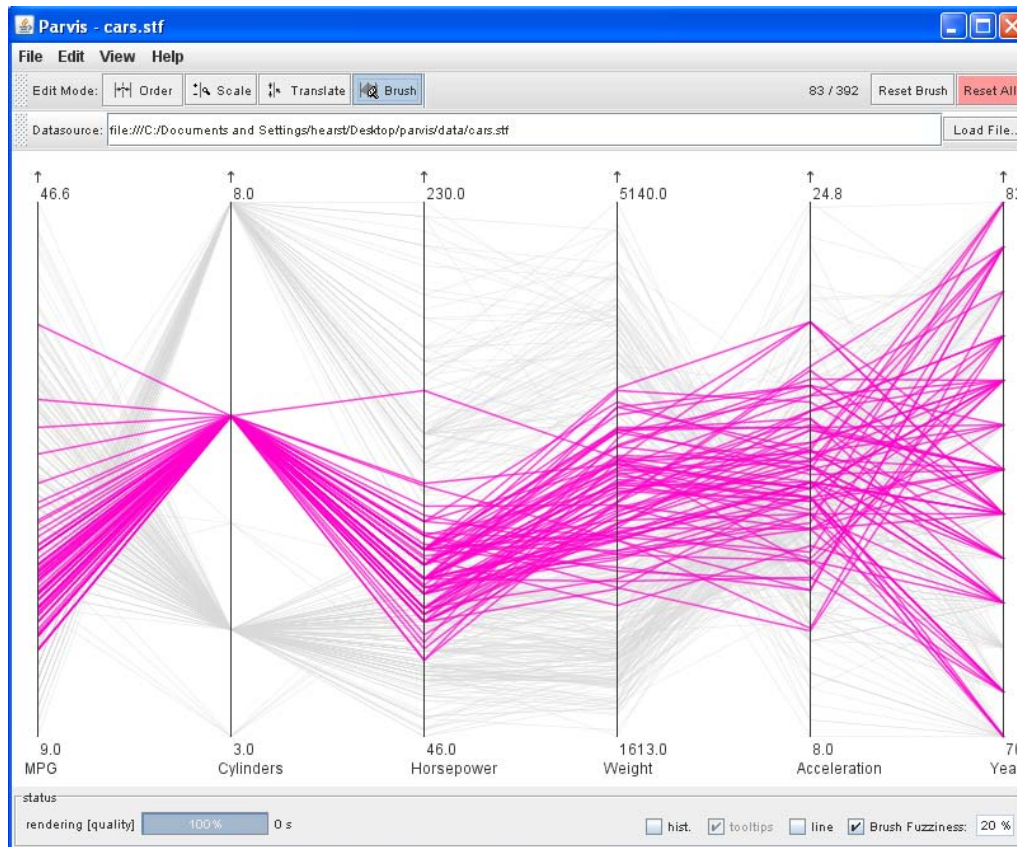 Parvis - cars.stf
File Edit View Help
Edit Mode: Order Scale Translate Brush 83 / 392 Reset Brush Reset All
Datasource: file:///C:/Documents and Settings/hearst/Desktop/parvis/data/cars.stf Load File..
46.6 8.0 230.0 5140.0 24.8
9.0 3.0 46.0 1613.0 8.0
MPG Cylinders Horsepower Weight Acceleration Yea
status
rendering [quality] 100% 0 s hist. tooltips line Brush Fuzziness: 20 %